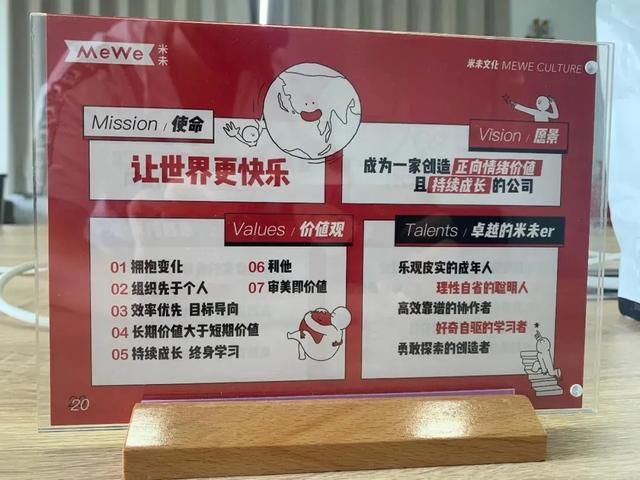 MeWe 米未
米未文化 MEWE CULTURE
Mission / 使命
让世界更快乐
Vision / 愿景
成为一家创造 正向情绪价值
且 持续成长 的公司
Values / 价值观
01 拥抱变化
02 组织先于个人
03 效率优先 目标导向
04 长期价值大于短期价值
05 持续成长 终身学习
06 利他
07 审美即价值
Talents / 卓越的米未er
乐观皮实的成年人
理性自省的聪明人
高效靠谱的协作者
好奇自驱的学习者
勇敢探索的创造者
20